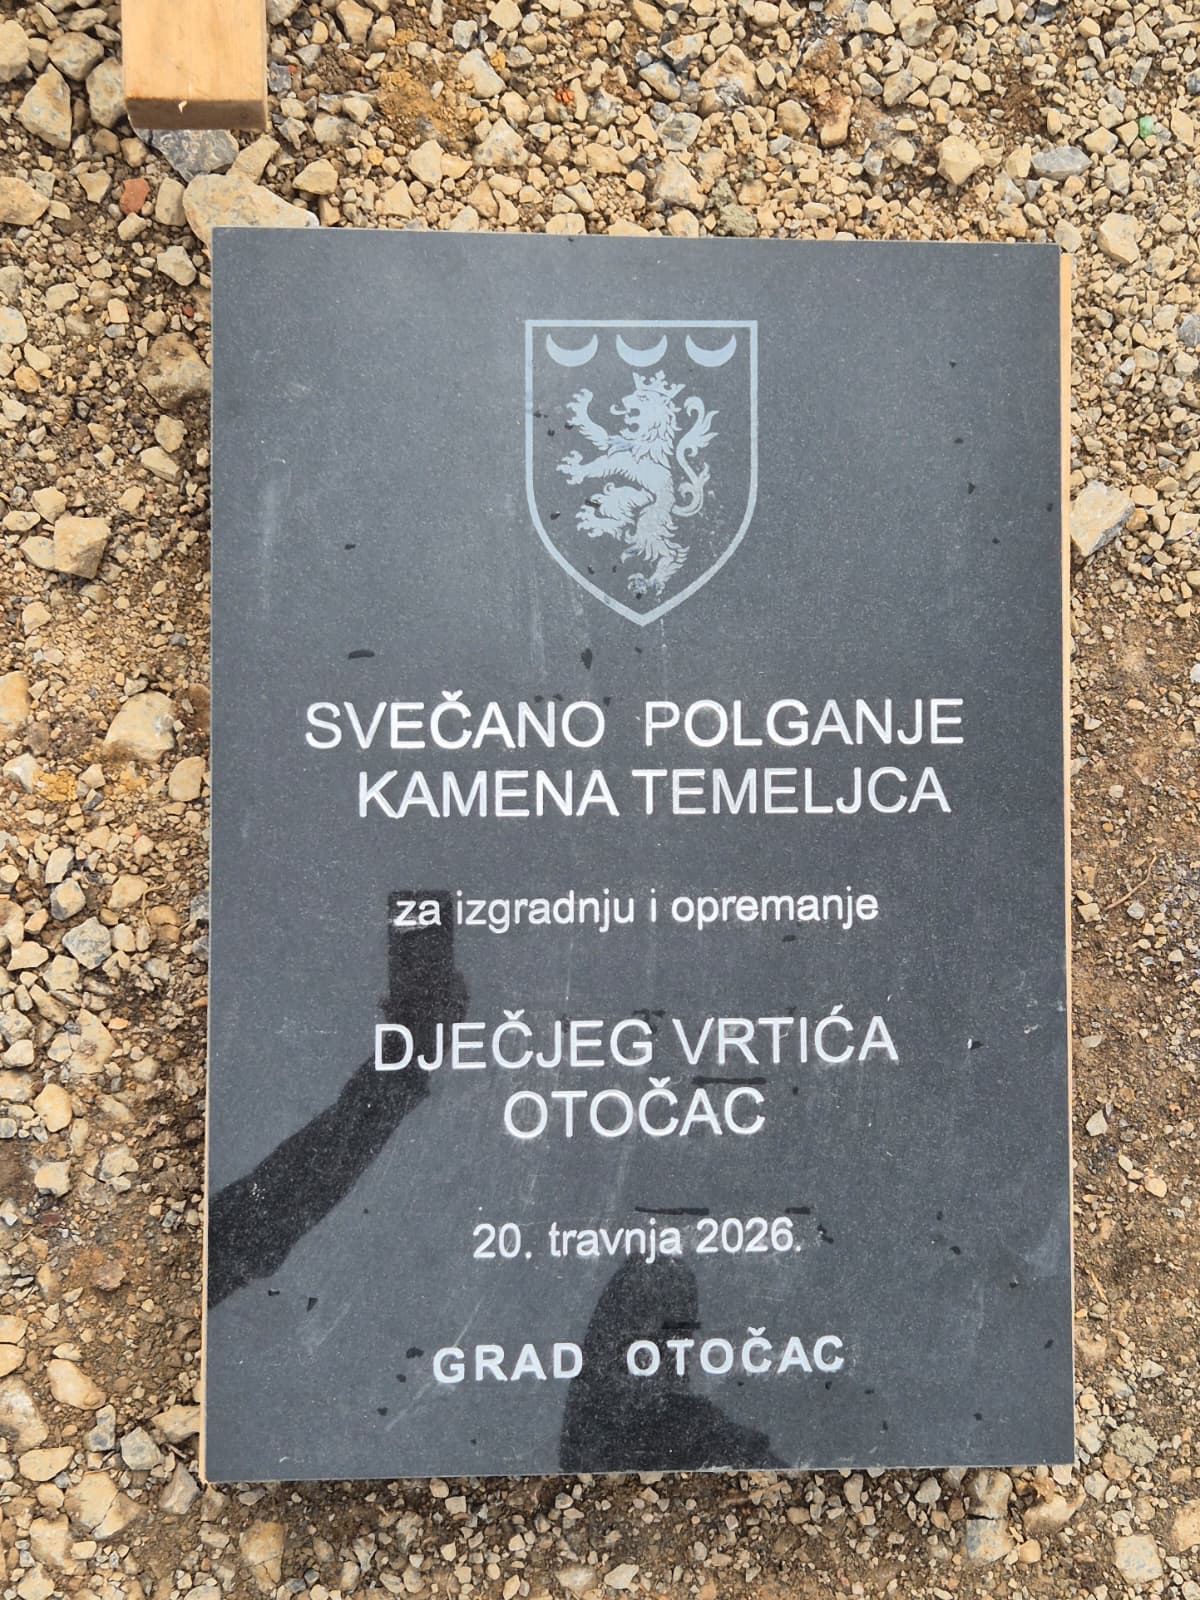 SVEČANO POLGANJE
KAMENA TEMELJCA
za izgradnju i opremanje
DJEČJEG VRTIĆA
OTOČAC
20. travnja 2026.
GRAD OTOČAC